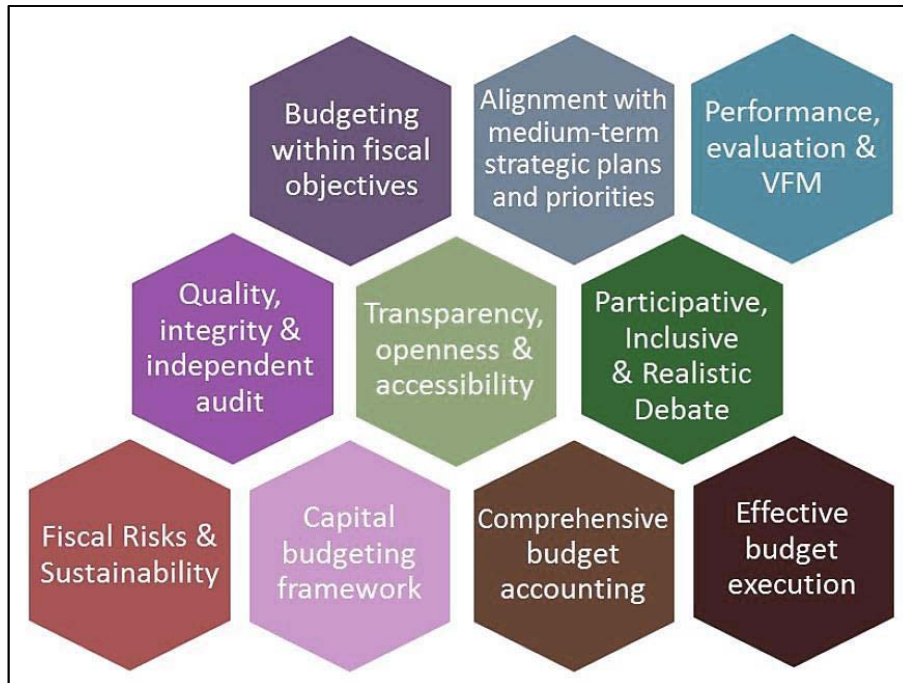 Budgeting
within fiscal
objectives
Alignment with
medium-term
strategic plans
and priorities
Performance,
evaluation &
VFM
Quality,
integrity &
independent
audit
Transparency,
openness &
accessibility
Participative,
Inclusive
& Realistic
Debate
Fiscal Risks &
Sustainability
Capital
budgeting
framework
Comprehensive
budget
accounting
Effective
budget
execution